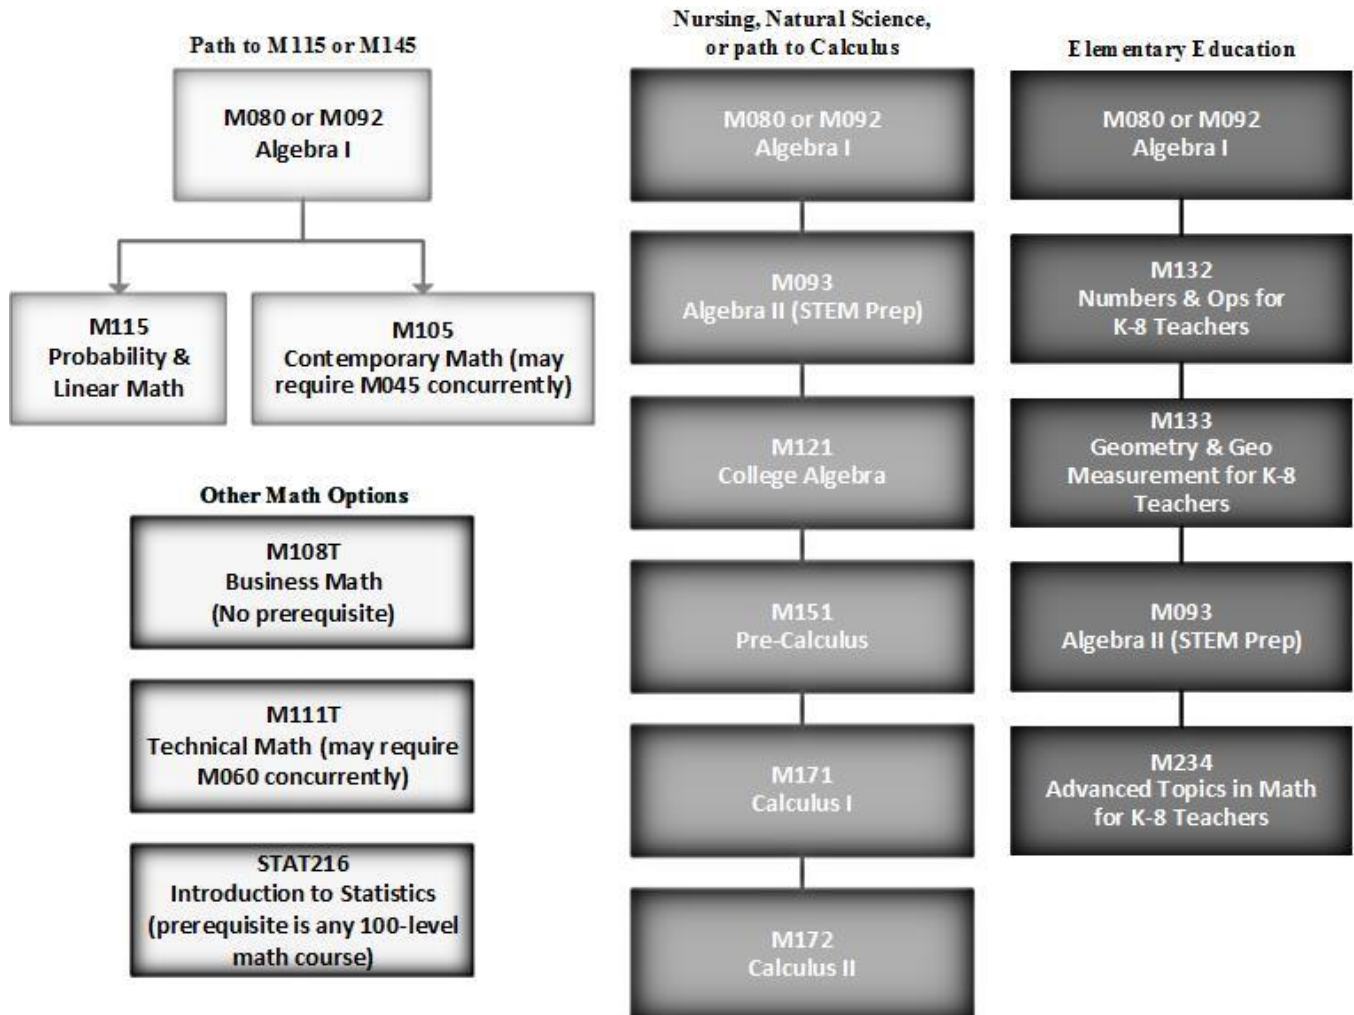 Path to M115 or M145
M080 or M092
Algebra I
M115
Probability &
Linear Math
M105
Contemporary Math (may
require M045 concurrently)
Other Math Options
M108T
Business Math
(No prerequisite)
M111T
Technical Math (may require
M060 concurrently)
STAT216
Introduction to Statistics
(prerequisite is any 100-level
math course)
Nursing, Natural Science,
or path to Calculus
M080 or M092
Algebra I
M093
Algebra II (STEM Prep)
M121
College Algebra
M151
Pre-Calculus
M171
Calculus I
M172
Calculus II
Elementary Education
M080 or M092
Algebra I
M132
Numbers & Ops for
K-8 Teachers
M133
Geometry & Geo
Measurement for K-8
Teachers
M093
Algebra II (STEM Prep)
M234
Advanced Topics in Math
for K-8 Teachers